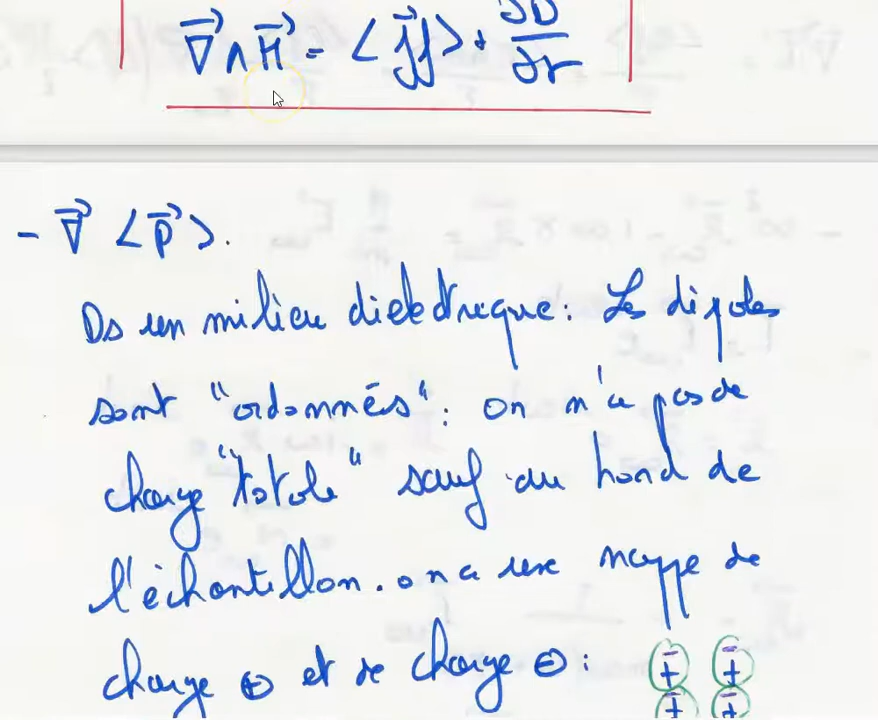 ∇⃗ ∧ H⃗ = < j⃗f > + ∂D/∂r
- ∇⃗ <p⃗>.
Ds un milieu dielectrique : Les dipoles
sont "ordonnés" : on n'a pas de
charge "totale" sauf au bord de
l'échantillon. on a une nappe de
charge ⊕ et de charge ⊖ :
- -
+ +
+ +